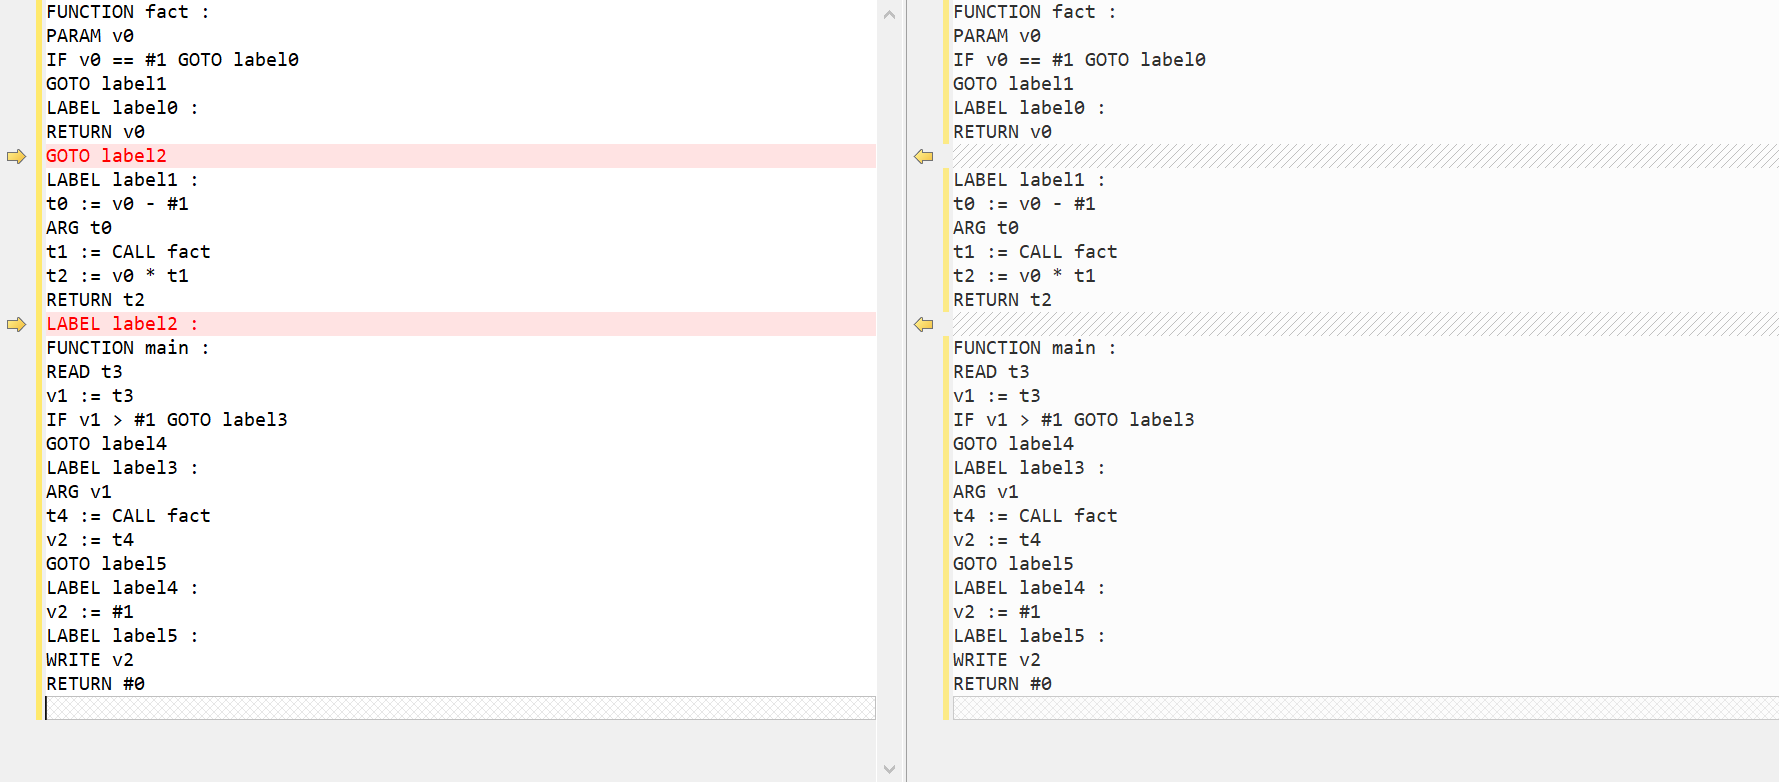 FUNCTION fact :
PARAM v0
IF v0 == #1 GOTO label0
GOTO label1
LABEL label0 :
RETURN v0
GOTO label2
LABEL label1 :
t0 := v0 - #1
ARG t0
t1 := CALL fact
t2 := v0 * t1
RETURN t2
LABEL label2 :
FUNCTION main :
READ t3
v1 := t3
IF v1 > #1 GOTO label3
GOTO label4
LABEL label3 :
ARG v1
t4 := CALL fact
v2 := t4
GOTO label5
LABEL label4 :
v2 := #1
LABEL label5 :
WRITE v2
RETURN #0
FUNCTION fact :
PARAM v0
IF v0 == #1 GOTO label0
GOTO label1
LABEL label0 :
RETURN v0
LABEL label1 :
t0 := v0 - #1
ARG t0
t1 := CALL fact
t2 := v0 * t1
RETURN t2
FUNCTION main :
READ t3
v1 := t3
IF v1 > #1 GOTO label3
GOTO label4
LABEL label3 :
ARG v1
t4 := CALL fact
v2 := t4
GOTO label5
LABEL label4 :
v2 := #1
LABEL label5 :
WRITE v2
RETURN #0